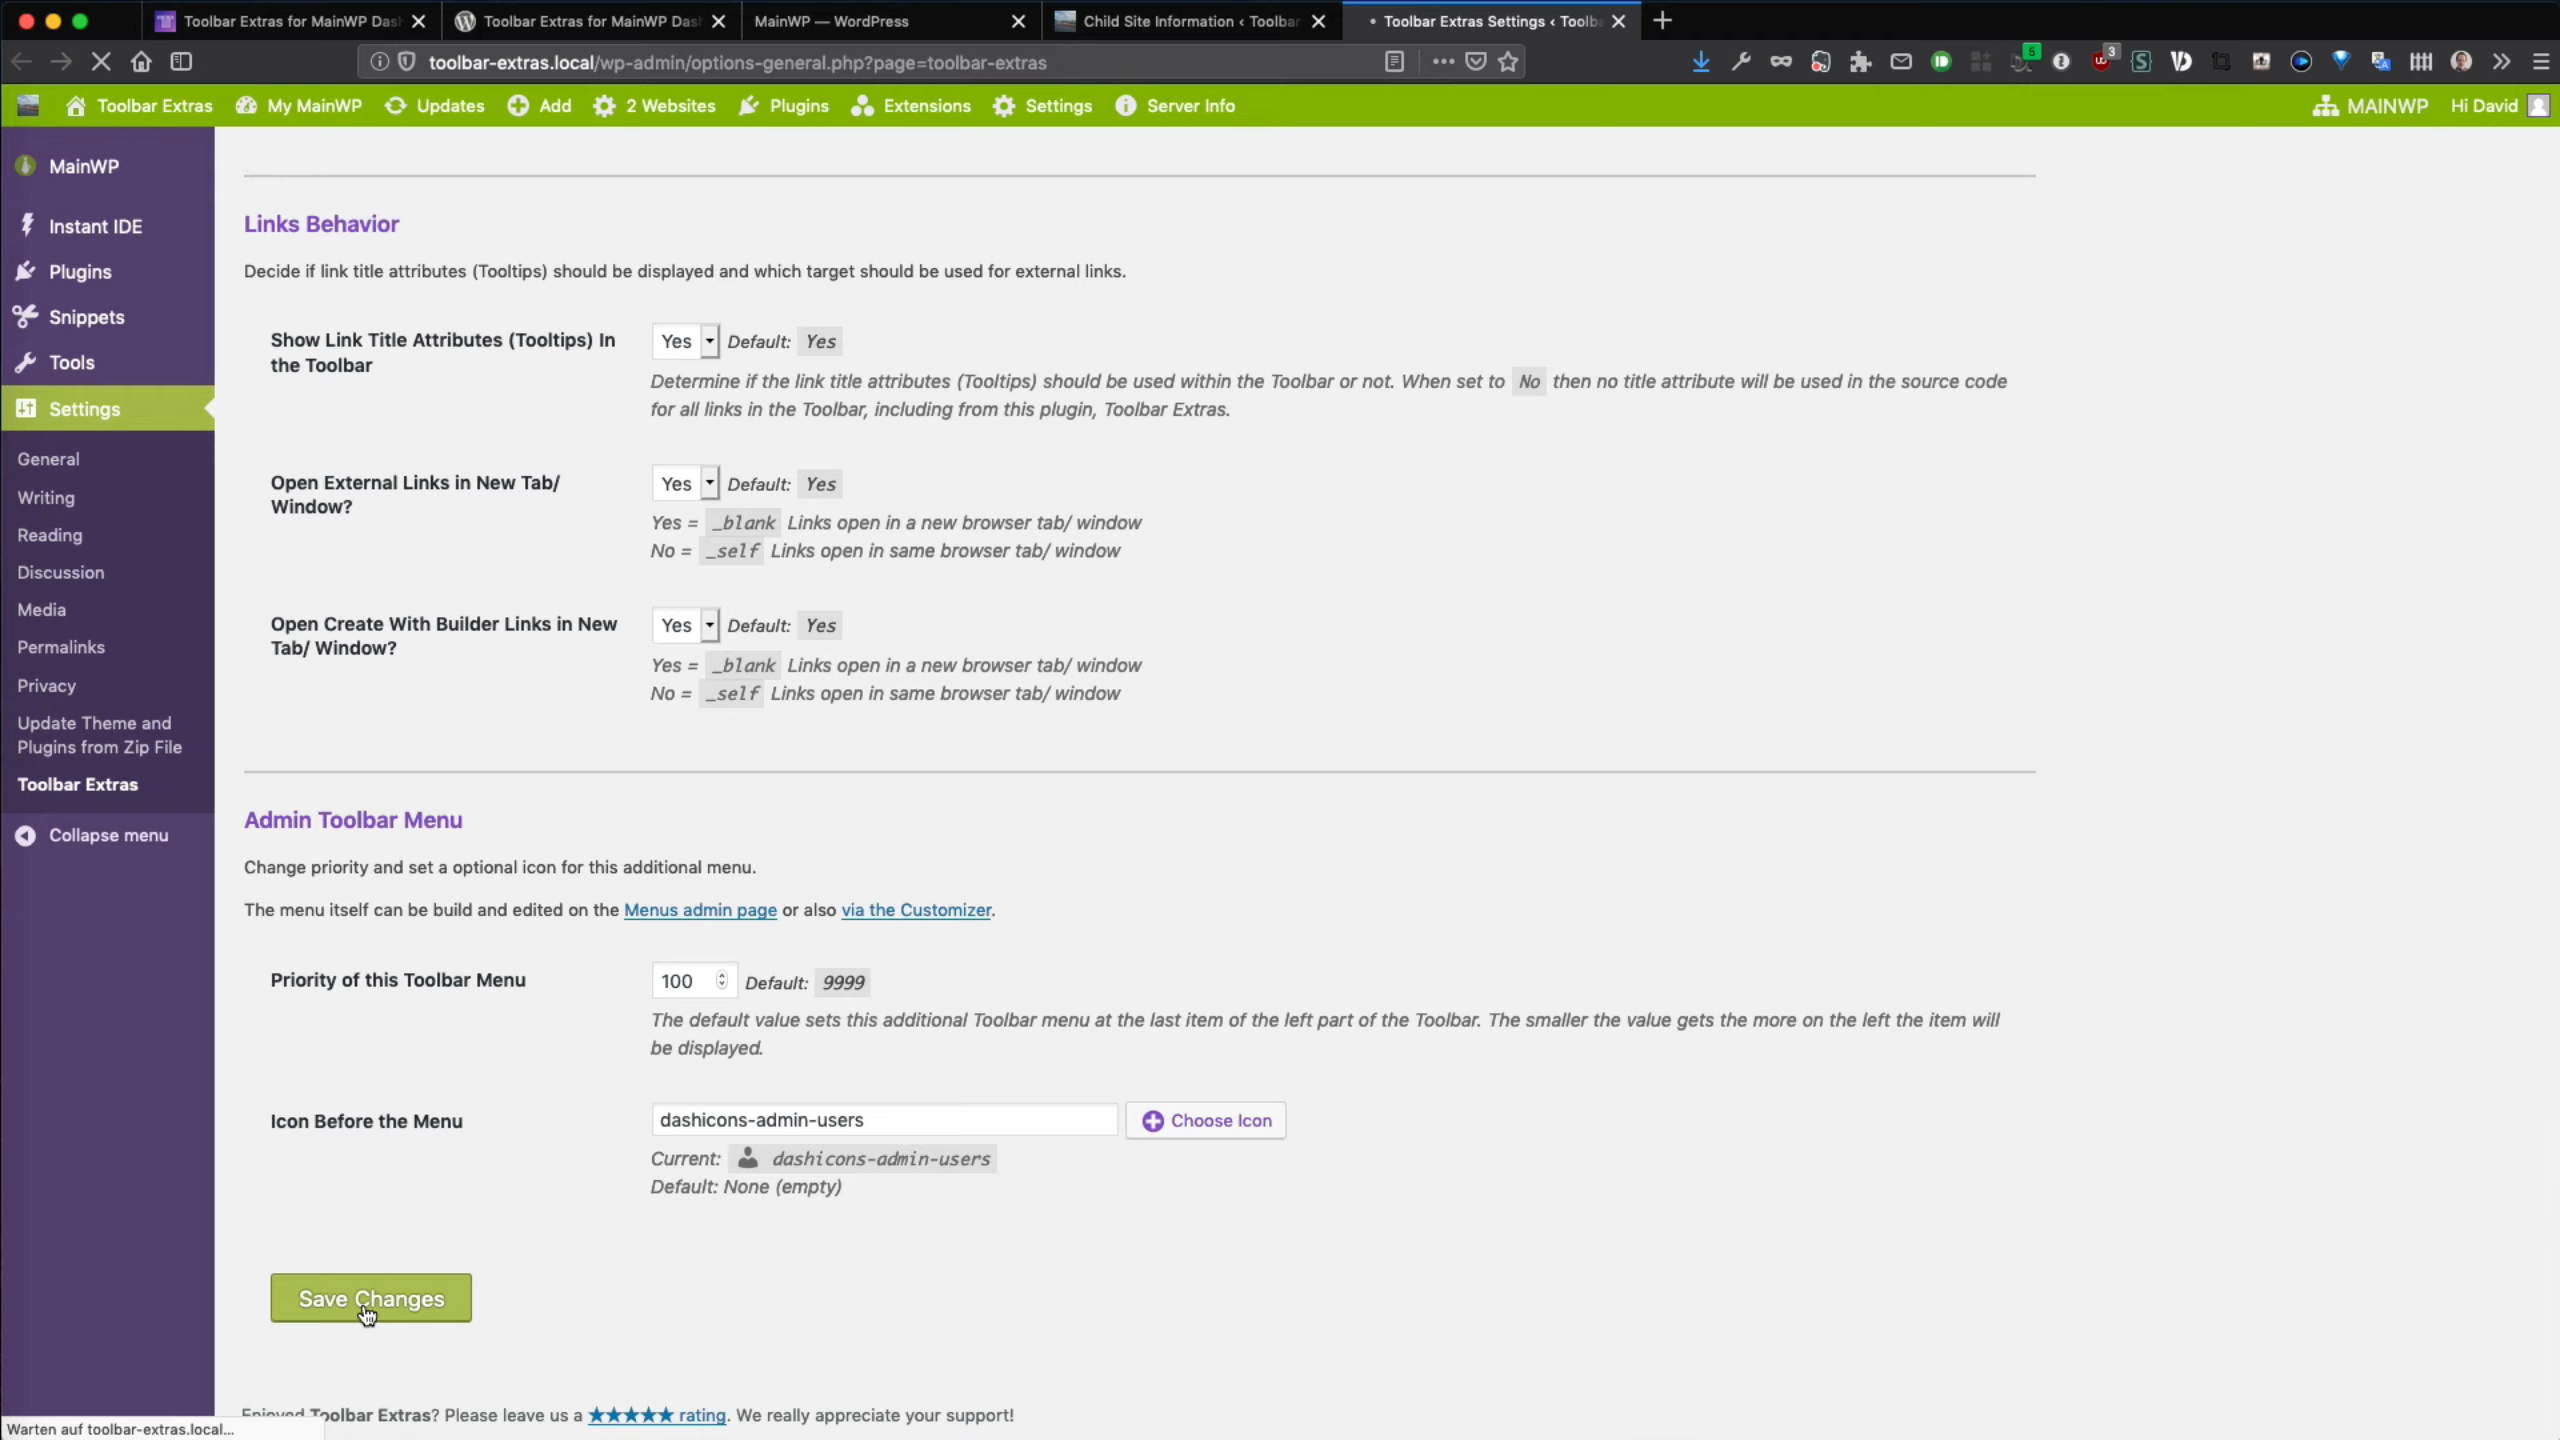 Toolbar Extras for MainWP Dash
Toolbar Extras for MainWP Das
MainWP — WordPress
Child Site Information ‹ Toolbar
• Toolbar Extras Settings ‹ Toolb
toolbar-extras.local/wp-admin/options-general.php?page=toolbar-extras
5
3
Toolbar Extras
My MainWP
Updates
Add
2 Websites
Plugins
Extensions
Settings
Server Info
MAINWP
Hi David
MainWP
Instant IDE
Plugins
Snippets
Tools
Settings
General
Writing
Reading
Discussion
Media
Permalinks
Privacy
Update Theme and
Plugins from Zip File
Toolbar Extras
Collapse menu
Links Behavior
Decide if link title attributes (Tooltips) should be displayed and which target should be used for external links.
Show Link Title Attributes (Tooltips) In
the Toolbar
Yes Default: Yes
Determine if the link title attributes (Tooltips) should be used within the Toolbar or not. When set to No then no title attribute will be used in the source code
for all links in the Toolbar, including from this plugin, Toolbar Extras.
Open External Links in New Tab/
Window?
Yes Default: Yes
Yes = _blank Links open in a new browser tab/ window
No = _self Links open in same browser tab/ window
Open Create With Builder Links in New
Tab/ Window?
Yes Default: Yes
Yes = _blank Links open in a new browser tab/ window
No = _self Links open in same browser tab/ window
Admin Toolbar Menu
Change priority and set a optional icon for this additional menu.
The menu itself can be build and edited on the Menus admin page or also via the Customizer.
Priority of this Toolbar Menu
100 Default: 9999
The default value sets this additional Toolbar menu at the last item of the left part of the Toolbar. The smaller the value gets the more on the left the item will
be displayed.
Icon Before the Menu
dashicons-admin-users
Choose Icon
Current: dashicons-admin-users
Default: None (empty)
Save Changes
Enjoyed Toolbar Extras? Please leave us a ★★★★★ rating. We really appreciate your support!
Warten auf toolbar-extras.local...